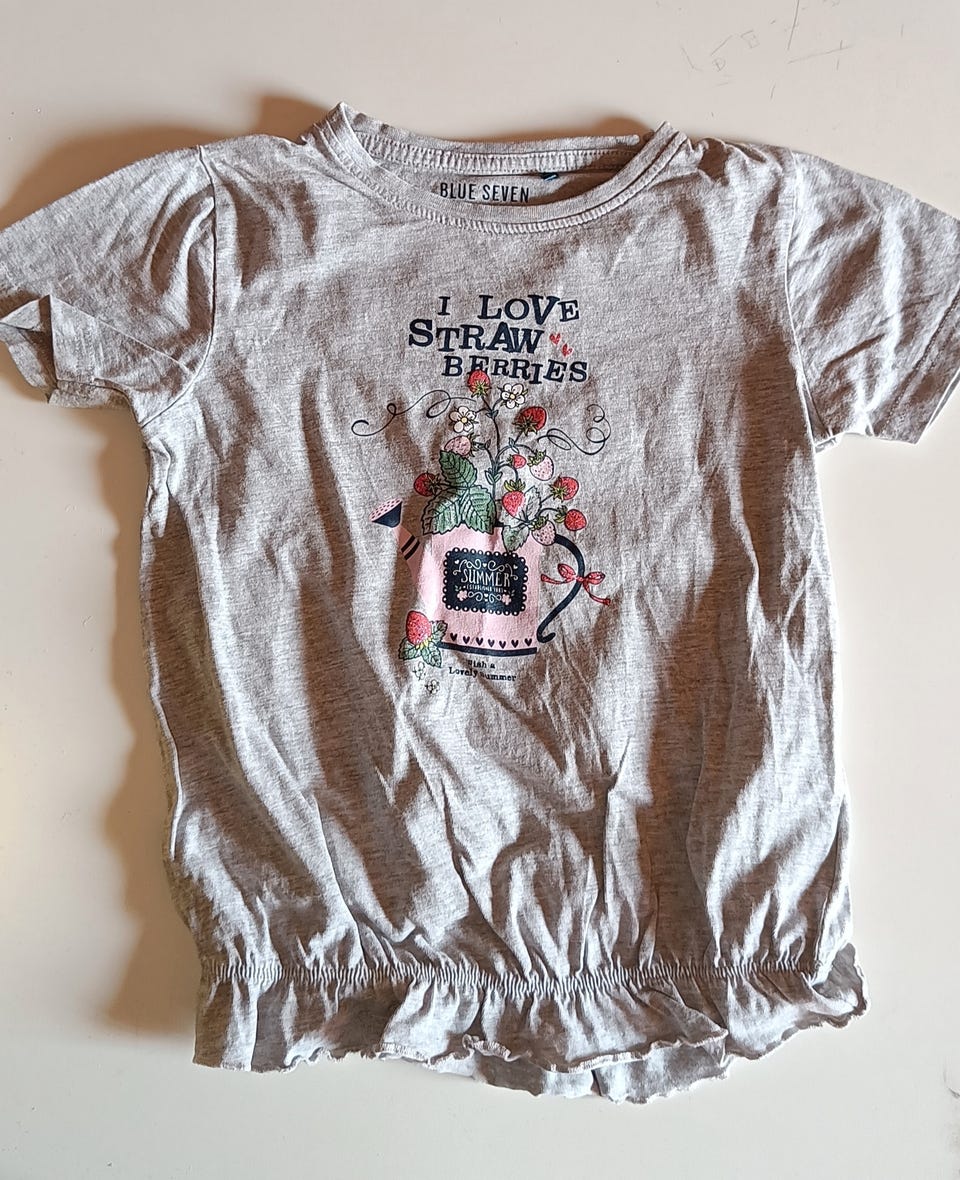 BLUE SEVEN
I LOVE
STRAW
BERRIES
SUMMER
Wish a
Lovely Summer